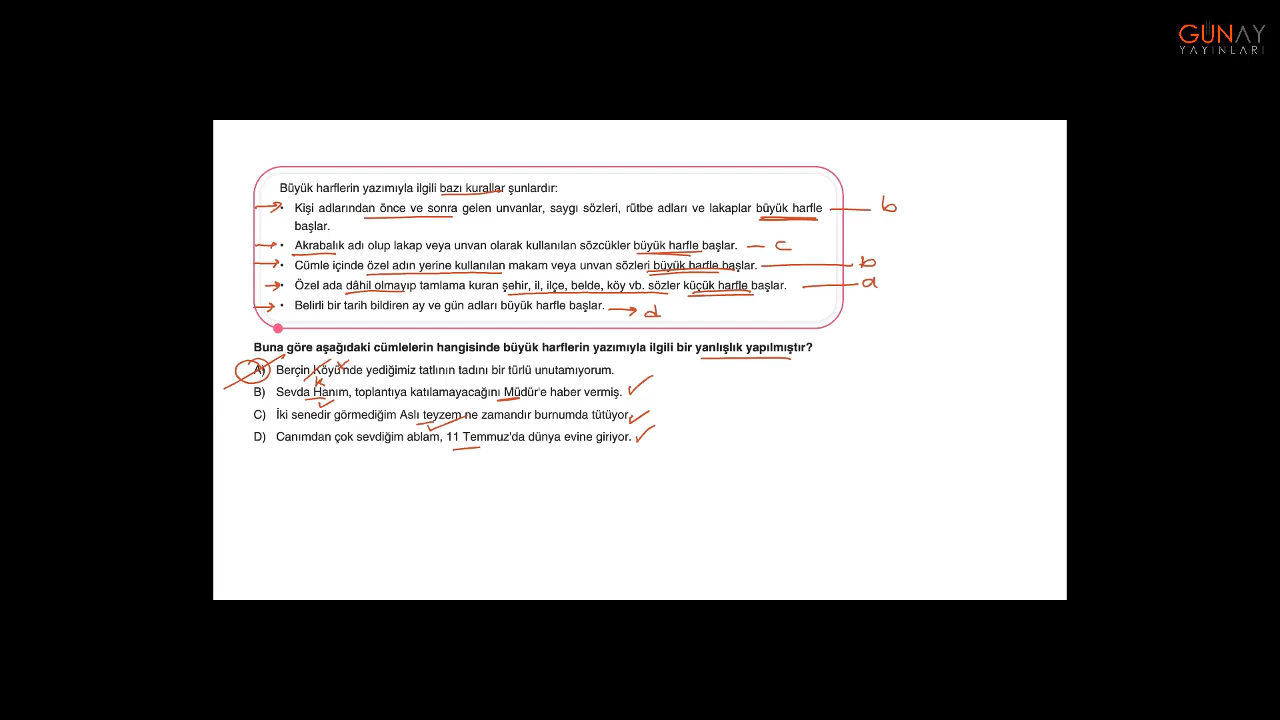 GÜNAY
YAYINLARI
Büyük harflerin yazımıyla ilgili bazı kurallar şunlardır:
• Kişi adlarından önce ve sonra gelen unvanlar, saygı sözleri, rütbe adları ve lakaplar büyük harfle b
başlar.
• Akrabalık adı olup lakap veya unvan olarak kullanılan sözcükler büyük harfle başlar. c
• Cümle içinde özel adın yerine kullanılan makam veya unvan sözleri büyük harfle başlar. b
• Özel ada dâhil olmayıp tamlama kuran şehir, il, ilçe, belde, köy vb. sözler küçük harfle başlar. a
• Belirli bir tarih bildiren ay ve gün adları büyük harfle başlar. d
Buna göre aşağıdaki cümlelerin hangisinde büyük harflerin yazımıyla ilgili bir yanlışlık yapılmıştır?
A) Berçin Köyü'nde yediğimiz tatlının tadını bir türlü unutamıyorum.
k
B) Sevda Hanım, toplantıya katılamayacağını Müdür'e haber vermiş.
C) İki senedir görmediğim Aslı teyzem ne zamandır burnumda tütüyor.
D) Canımdan çok sevdiğim ablam, 11 Temmuz'da dünya evine giriyor.